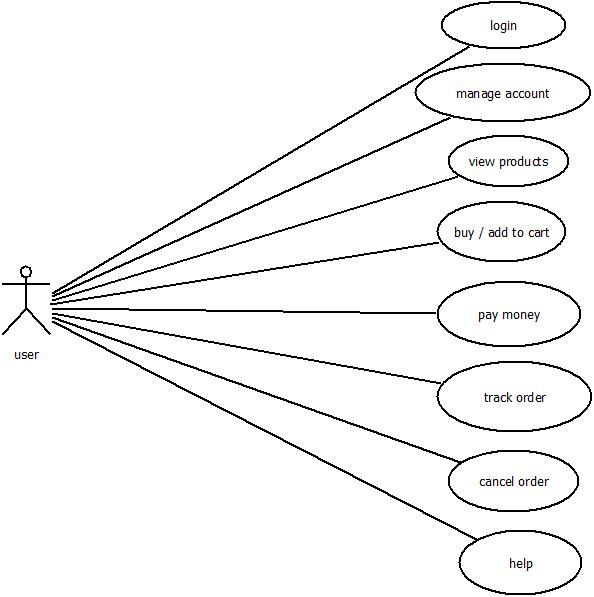 login
manage account
view products
buy / add to cart
user
pay money
track order
cancel order
help